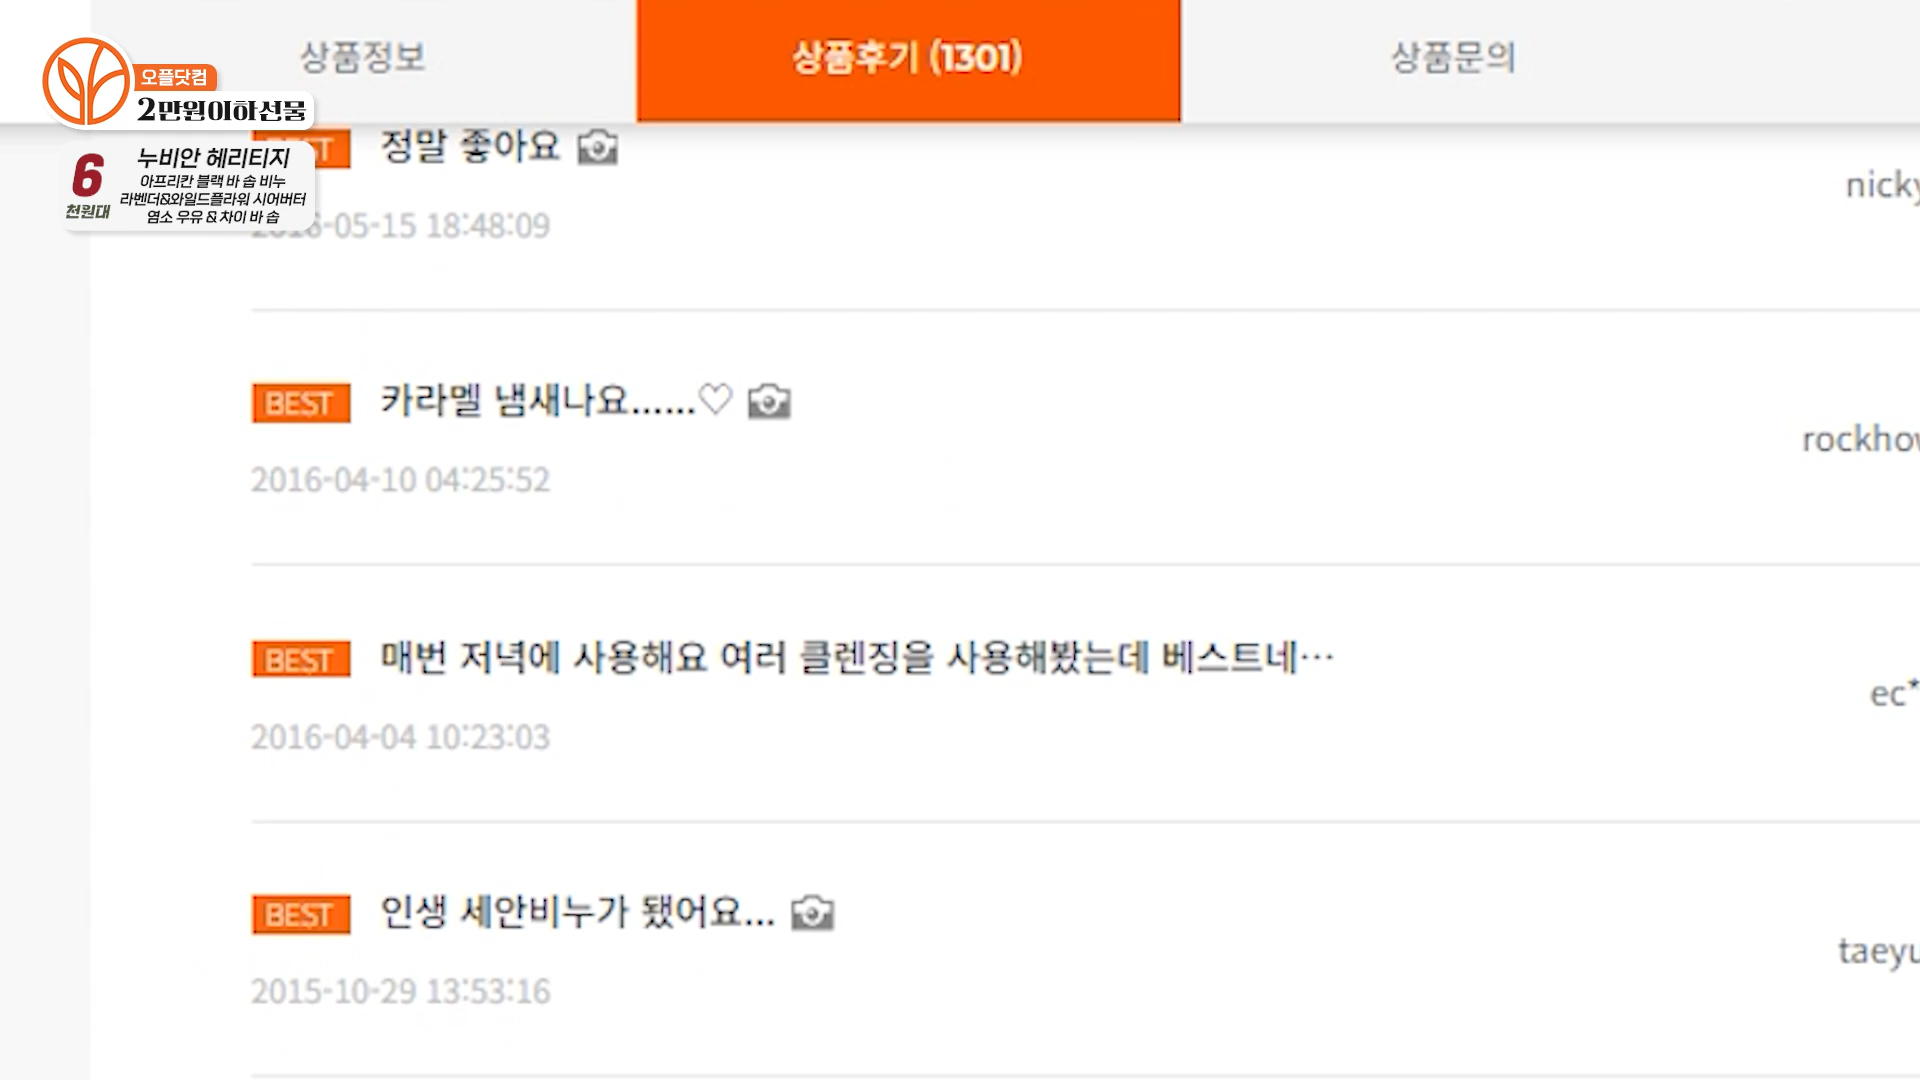 상품정보
상품후기 (1301)
상품문의
오플닷컴
2만원이하선물
6
천원대
누비안 헤리티지
아프리칸 블랙 바 솝 비누
라벤더&와일드플라워 시어버터
염소 우유 & 차이 바 솝
정말 좋아요
nicky
-05-15 18:48:09
BEST 카라멜 냄새나요......♡
rockho
2016-04-10 04:25:52
BEST 매번 저녁에 사용해요 여러 클렌징을 사용해봤는데 베스트네…
ec*
2016-04-04 10:23:03
BEST 인생 세안비누가 됐어요...
taeyu
2015-10-29 13:53:16